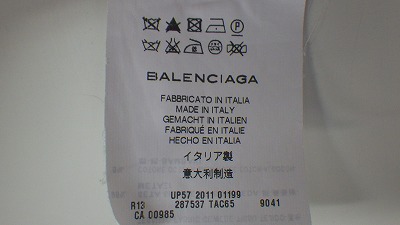 BALENCIAGA
FABBRICATO IN ITALIA
MADE IN ITALY
GEMACHT IN ITALIEN
FABRIQUÉ EN ITALIE
HECHO EN ITALIA
イタリア製
意大利制造
UP57 2011 01199
R13 287537 TAC65 9041
CA 00985